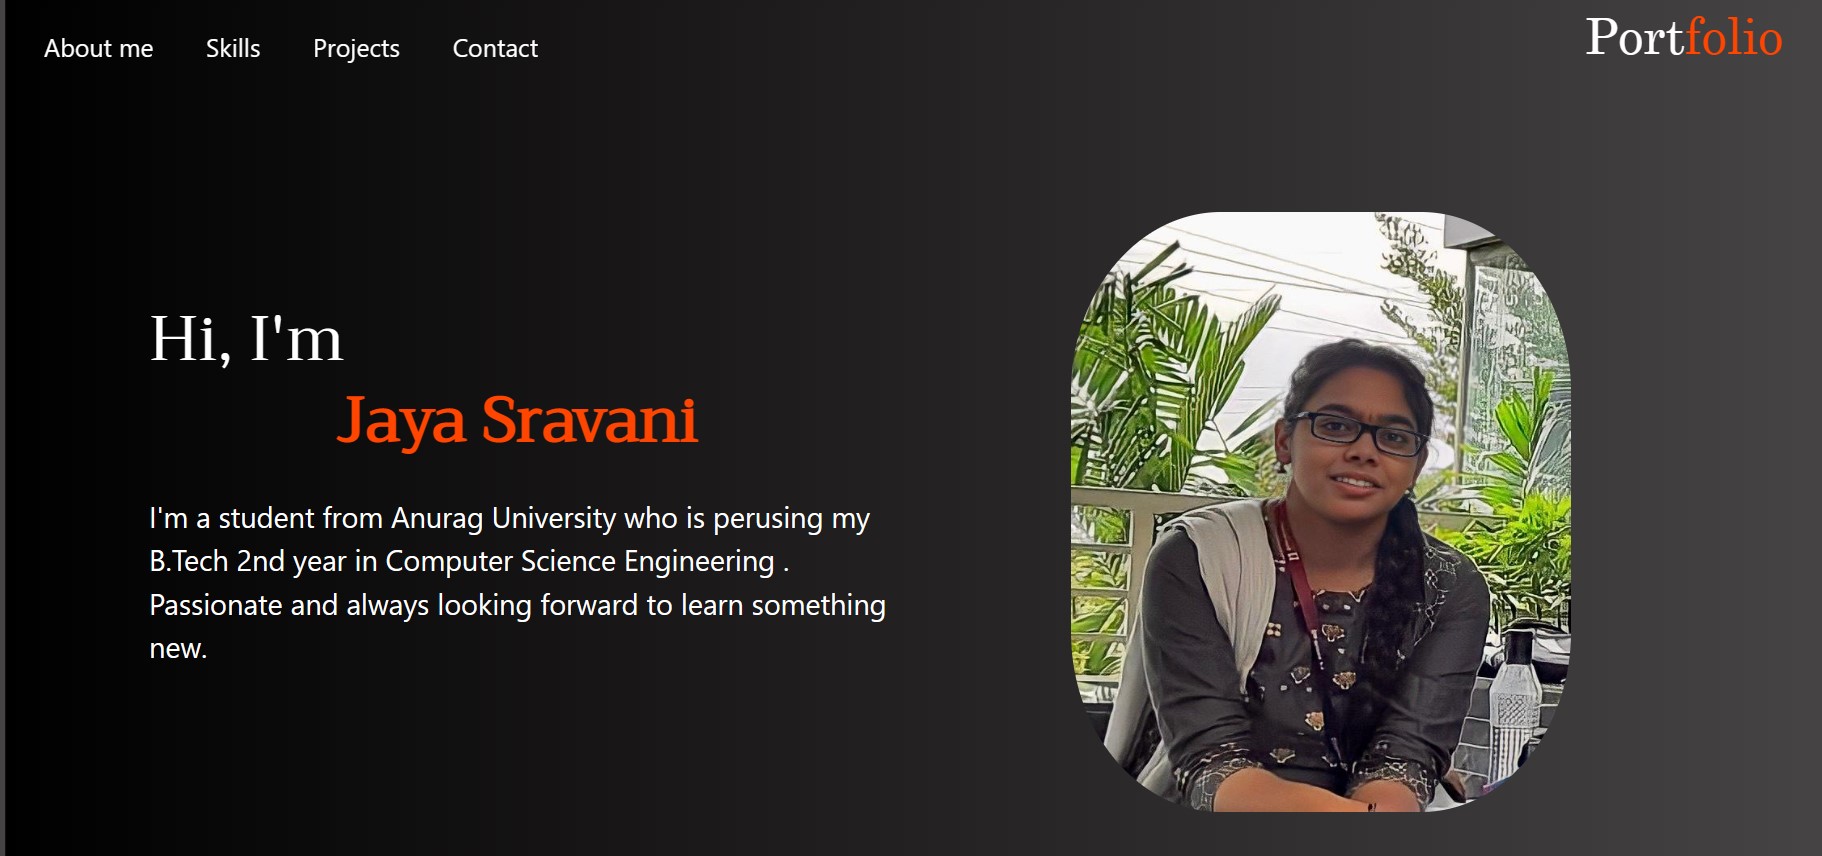 About me Skills Projects Contact
Portfolio
Hi, I'm
Jaya Sravani
I'm a student from Anurag University who is perusing my
B.Tech 2nd year in Computer Science Engineering .
Passionate and always looking forward to learn something
new.